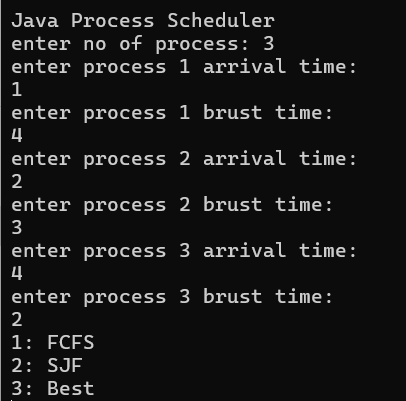 Java Process Scheduler
enter no of process: 3
enter process 1 arrival time:
1
enter process 1 brust time:
4
enter process 2 arrival time:
2
enter process 2 brust time:
3
enter process 3 arrival time:
4
enter process 3 brust time:
2
1: FCFS
2: SJF
3: Best